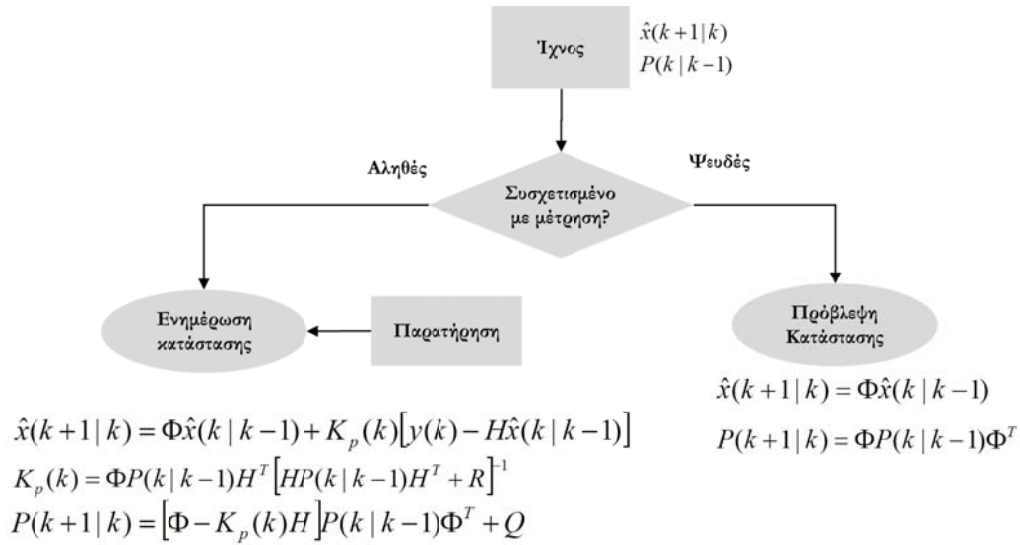 Ίχνος
x̂(k+1|k)
P(k|k−1)
Αληθές
Ψευδές
Συσχετισμένο
με μέτρηση?
Ενημέρωση
κατάστασης
Παρατήρηση
Πρόβλεψη
Κατάστασης
x̂(k+1|k) = Φx̂(k|k−1)
P(k+1|k) = ΦP(k|k−1)Φ^T
x̂(k+1|k) = Φx̂(k|k−1) + K_p(k)[y(k) − Hx̂(k|k−1)]
K_p(k) = ΦP(k|k−1)H^T[HP(k|k−1)H^T + R]^−1
P(k+1|k) = [Φ − K_p(k)H]P(k|k−1)Φ^T + Q